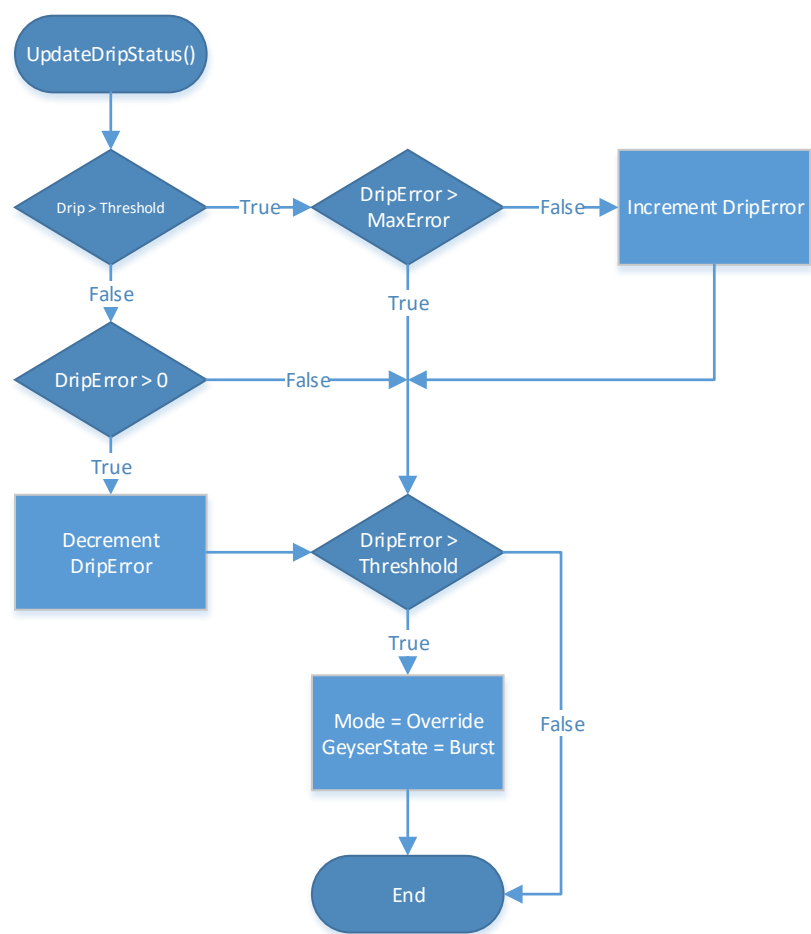 UpdateDripStatus()
Drip > Threshold
True
DripError >
MaxError
False
Increment DripError
False
True
DripError > 0
False
True
Decrement
DripError
DripError >
Threshhold
True
False
Mode = Override
GeyserState = Burst
End